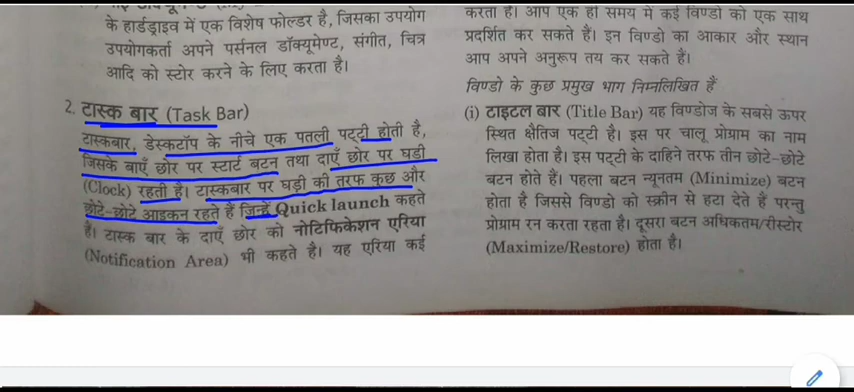 के हार्डड्राइव में एक विशेष फोल्डर है, जिसका उपयोग
उपयोगकर्ता अपने पर्सनल डॉक्यूमेण्ट, संगीत, चित्र
आदि को स्टोर करने के लिए करता है।
2. टास्क बार (Task Bar)
टास्कबार, डेस्कटॉप के नीचे एक पतली पट्टी होती है,
जिसके बाएँ छोर पर स्टार्ट बटन तथा दाएँ छोर पर घड़ी
(Clock) रहती है। टास्कबार पर घड़ी की तरफ कुछ और
छोटे-छोटे आइकन रहते हैं जिन्हें Quick launch कहते
हैं। टास्क बार के दाएँ छोर को नोटिफिकेशन एरिया
(Notification Area) भी कहते है। यह एरिया कई
करता है। आप एक ही समय में कई विण्डो को एक साथ
प्रदर्शित कर सकते हैं। इन विण्डो का आकार और स्थान
आप अपने अनुरूप तय कर सकते हैं।
विण्डो के कुछ प्रमुख भाग निम्नलिखित हैं
(i) टाइटल बार (Title Bar) यह विण्डोज के सबसे ऊपर
स्थित क्षैतिज पट्टी है। इस पर चालू प्रोग्राम का नाम
लिखा होता है। इस पट्टी के दाहिने तरफ तीन छोटे-छोटे
बटन होते हैं। पहला बटन न्यूनतम (Minimize) बटन
होता है जिससे विण्डो को स्क्रीन से हटा देते हैं परन्तु
प्रोग्राम रन करता रहता है। दूसरा बटन अधिकतम/रीस्टोर
(Maximize/Restore) होता है।